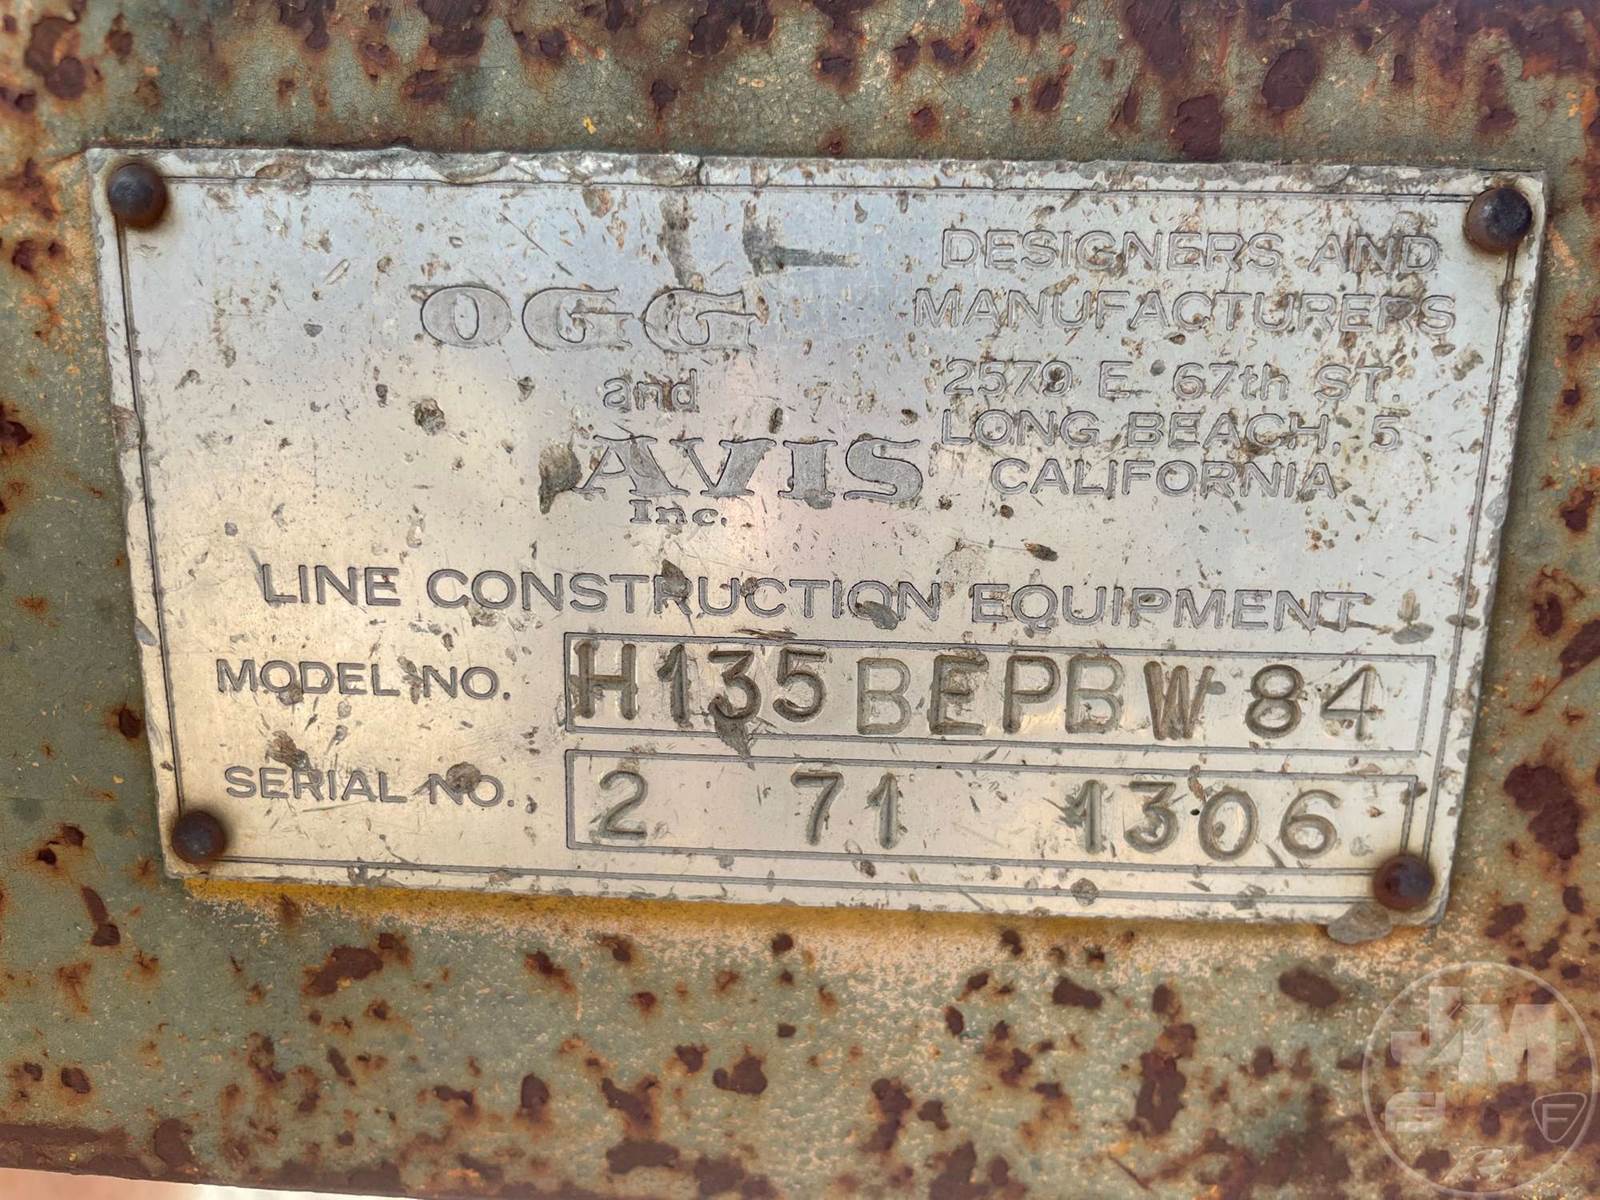 OGG
and
AVIS
Inc.
DESIGNERS AND
MANUFACTURERS
2579 E. 67th ST.
LONG BEACH, 5
CALIFORNIA
LINE CONSTRUCTION EQUIPMENT
MODEL NO. H135BEPBW84
SERIAL NO. 2 71 1306
JM
F